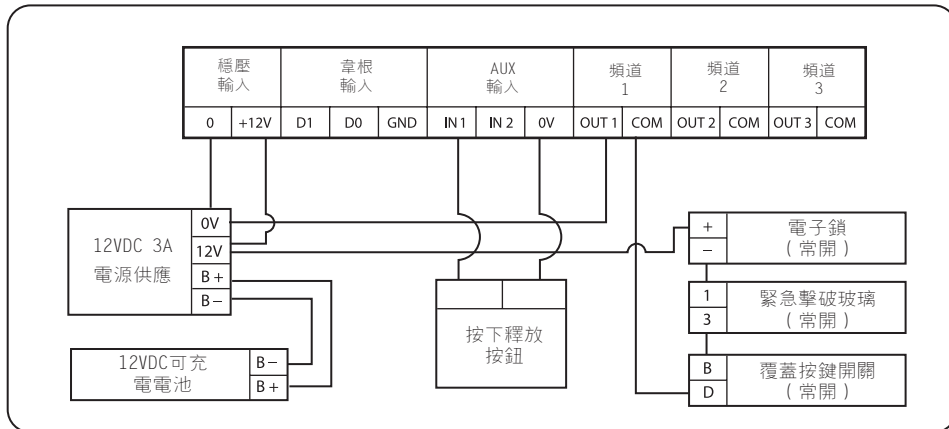 穩壓
輸入
韋根
輸入
AUX
輸入
頻道
1
頻道
2
頻道
3
0 +12V D1 D0 GND IN 1 IN 2 0V OUT 1 COM OUT 2 COM OUT 3 COM
12VDC 3A
電源供應
0V
12V
B+
B-
12VDC可充
電電池
B-
B+
按下釋放
按鈕
+
-
電子鎖
(常開)
1
3
緊急擊破玻璃
(常開)
B
D
覆蓋按鍵開關
(常開)